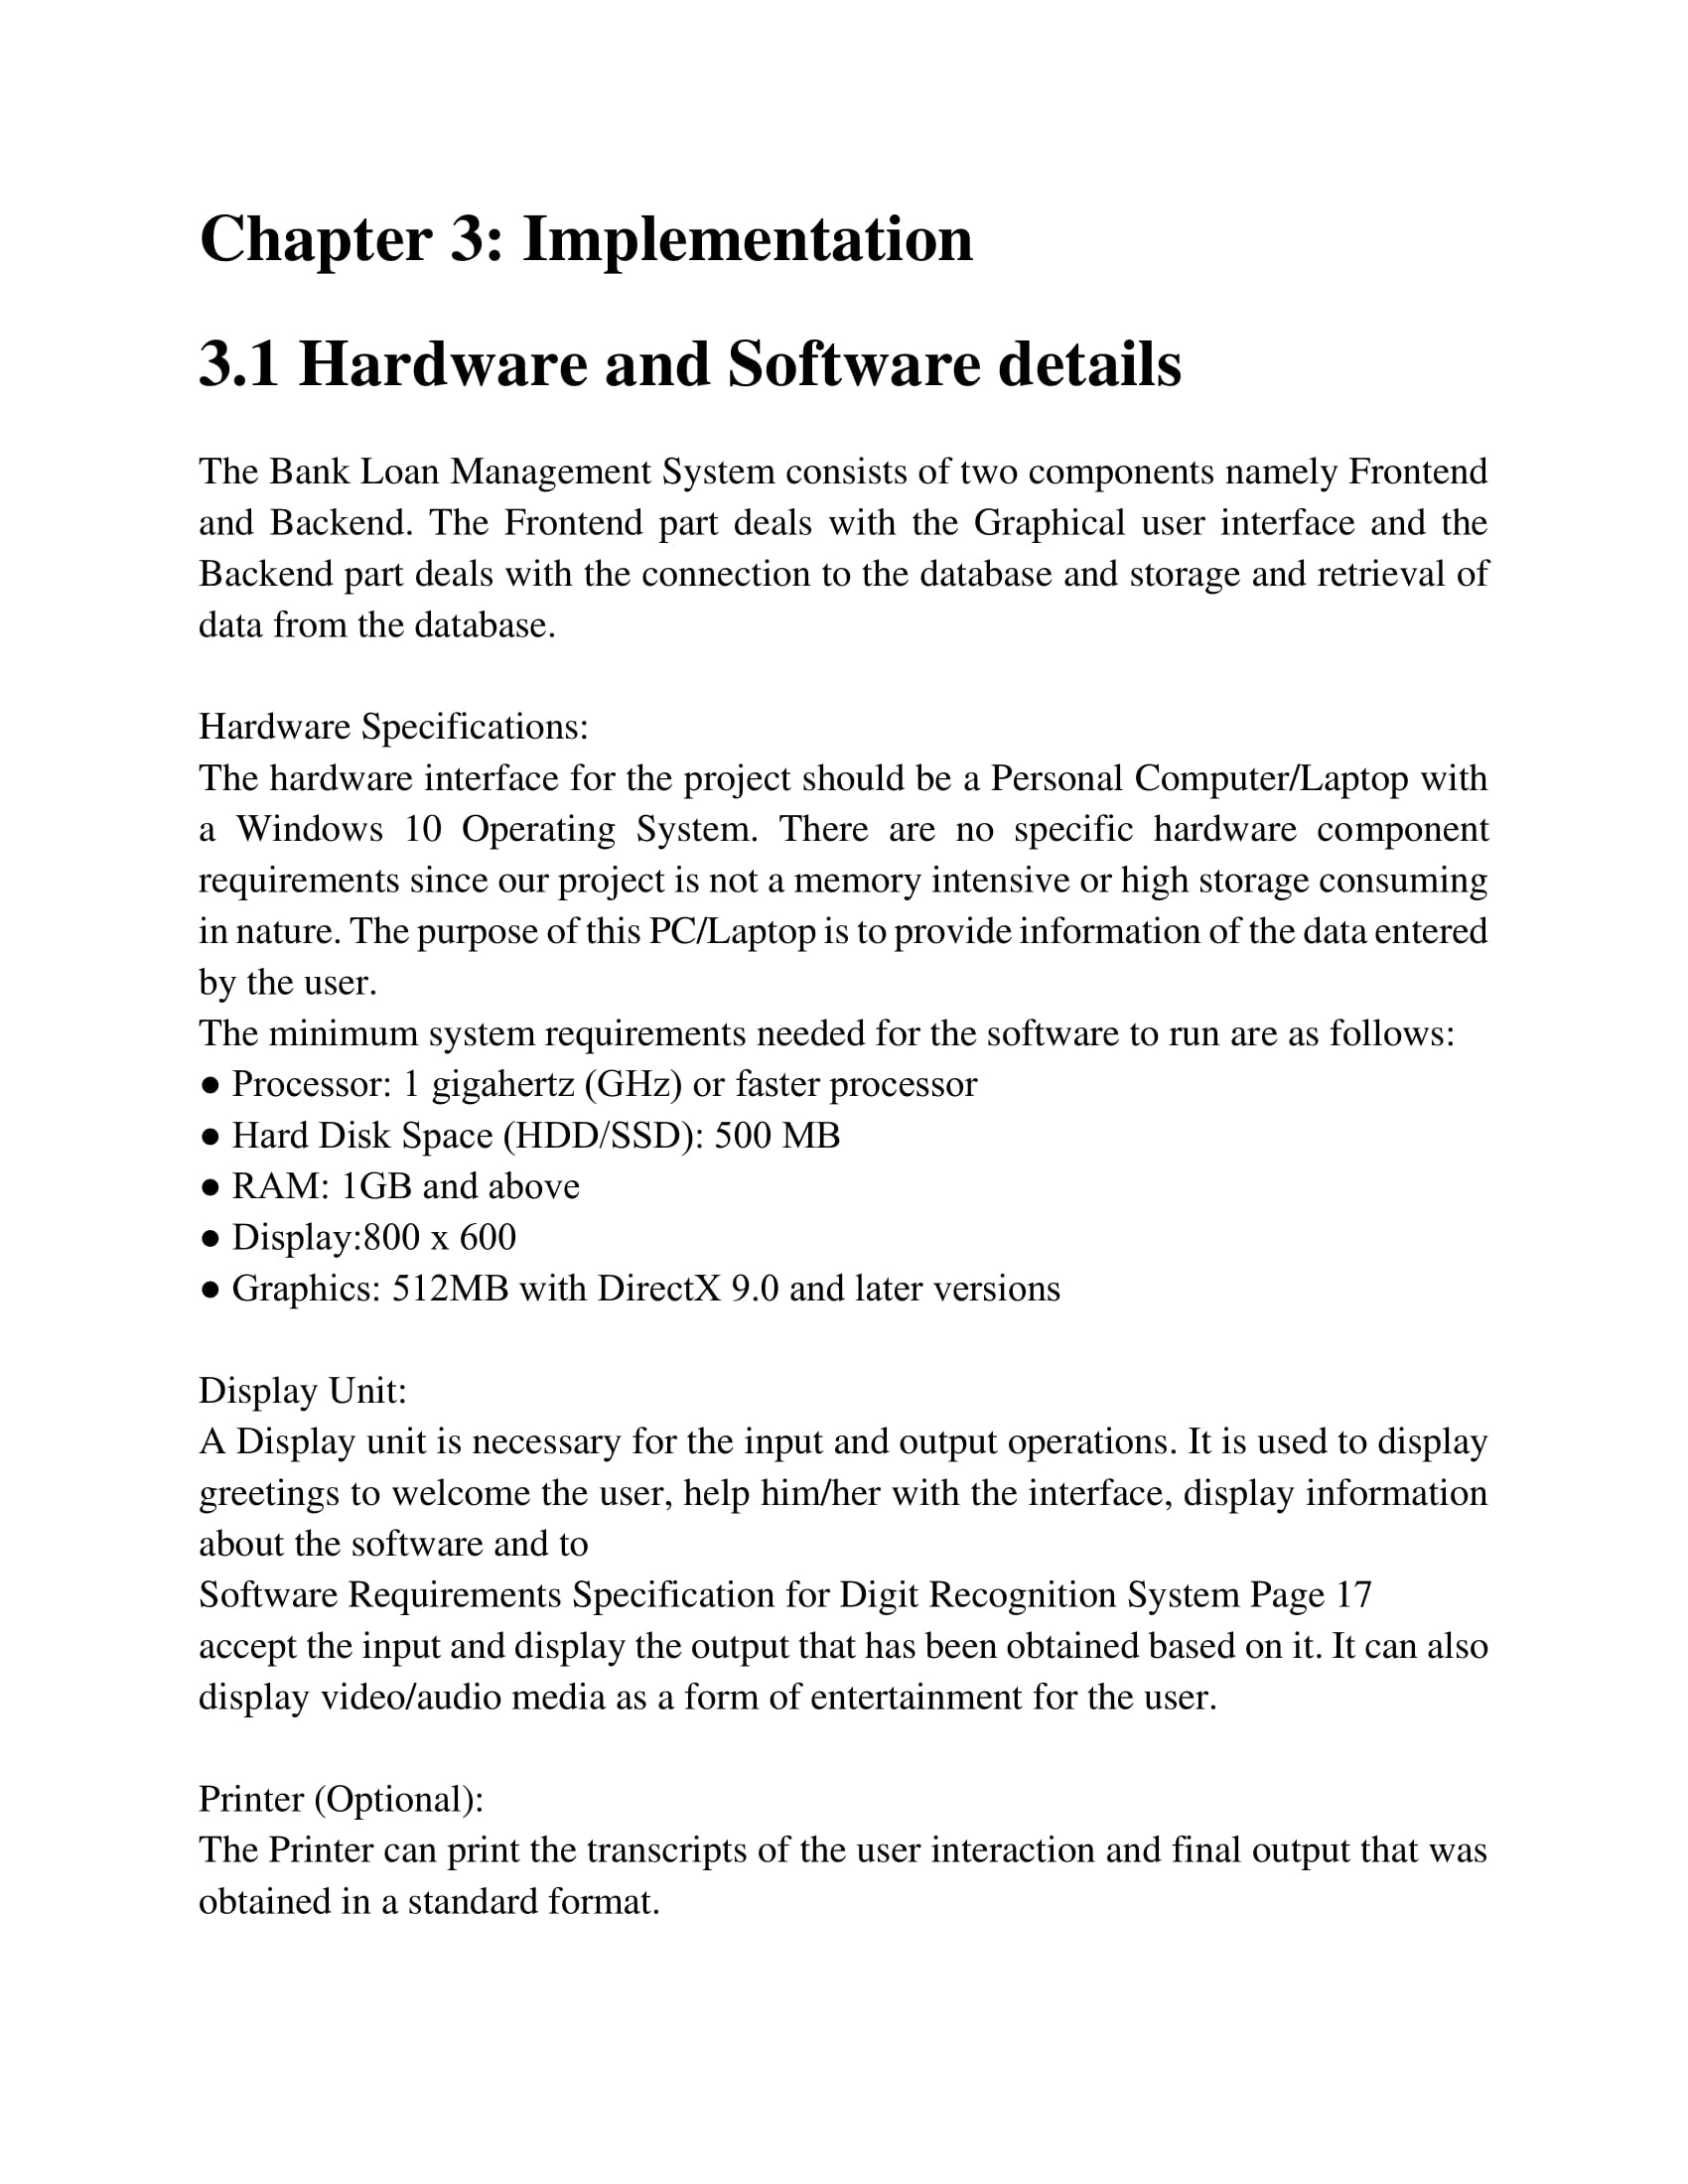 Chapter 3: Implementation
3.1 Hardware and Software details
The Bank Loan Management System consists of two components namely Frontend
and Backend. The Frontend part deals with the Graphical user interface and the
Backend part deals with the connection to the database and storage and retrieval of
data from the database.
Hardware Specifications:
The hardware interface for the project should be a Personal Computer/Laptop with
a Windows 10 Operating System. There are no specific hardware component
requirements since our project is not a memory intensive or high storage consuming
in nature. The purpose of this PC/Laptop is to provide information of the data entered
by the user.
The minimum system requirements needed for the software to run are as follows:
● Processor: 1 gigahertz (GHz) or faster processor
● Hard Disk Space (HDD/SSD): 500 MB
● RAM: 1GB and above
● Display:800 x 600
● Graphics: 512MB with DirectX 9.0 and later versions
Display Unit:
A Display unit is necessary for the input and output operations. It is used to display
greetings to welcome the user, help him/her with the interface, display information
about the software and to
Software Requirements Specification for Digit Recognition System Page 17
accept the input and display the output that has been obtained based on it. It can also
display video/audio media as a form of entertainment for the user.
Printer (Optional):
The Printer can print the transcripts of the user interaction and final output that was
obtained in a standard format.